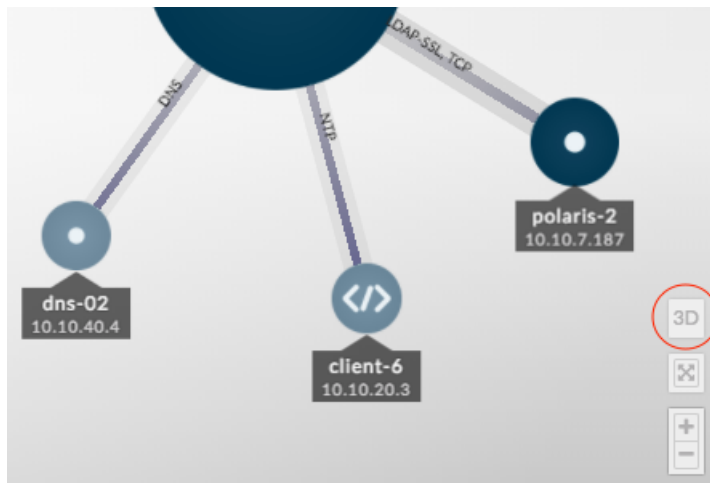 LDAP-SSL, TCP
DNS
NTP
polaris-2
10.10.7.187
dns-02
10.10.40.4
3D
client-6
10.10.20.3
+
−